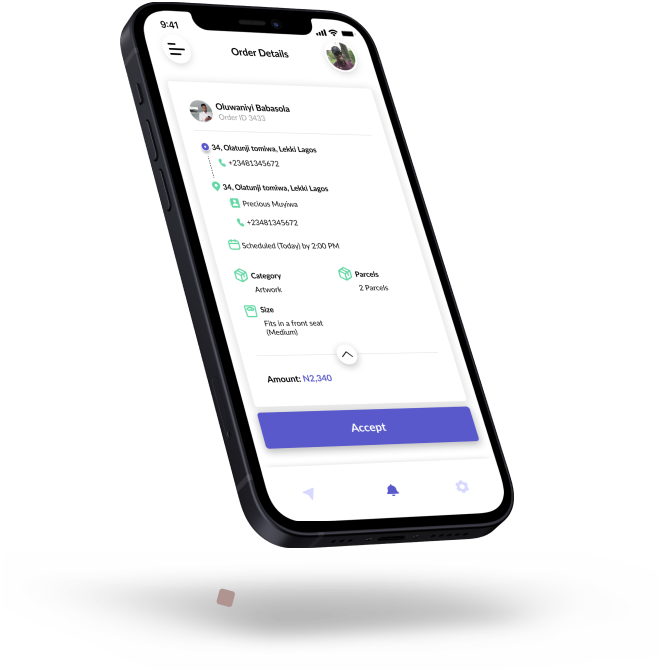 9:41
Order Details
Oluwaniyi Babasola
Order ID 3433
34, Olatunji tomiwa, Lekki Lagos
+23481345672
34, Olatunji tomiwa, Lekki Lagos
Precious Muyiwa
+23481345672
Scheduled (Today) by 2:00 PM
Category
Parcels
Artwork
2 Parcels
Size
Fits in a front seat
(Medium)
Amount: N2,340
Accept